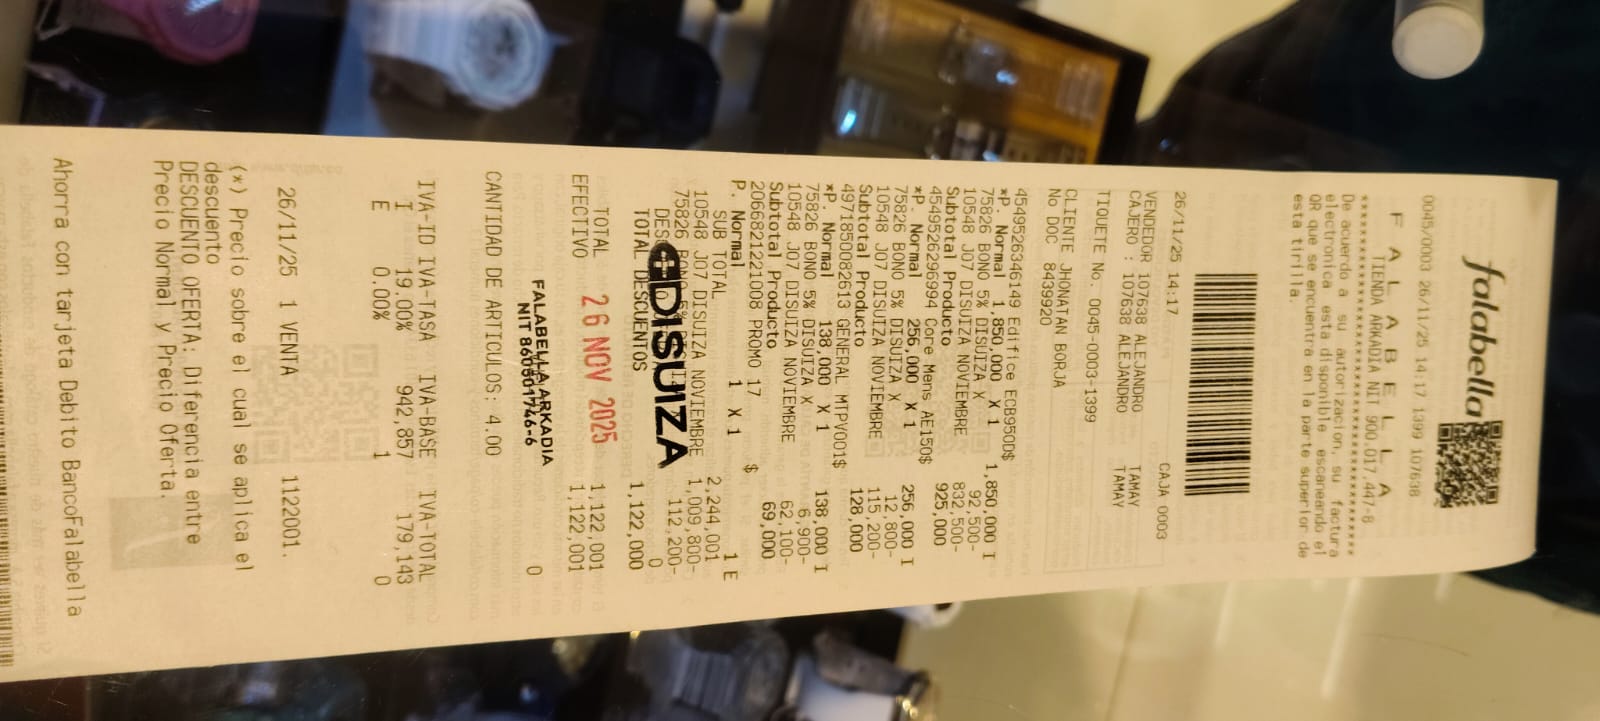 falabella
0045/0003 26/11/25 14:17 1399 107638
F A L A B E L L A
TIENDA ARKADIA NIT 900.017.447-8
************************************
De acuerdo a su autorizacion, su factura
electronica esta disponible escaneando el
QR que se encuentra en la parte superior de
esta tirilla.
26/11/25 14:17 CAJA 0003
VENDEDOR 107638 ALEJANDRO TAMAY
CAJERO : 107638 ALEJANDRO TAMAY
TIQUETE No. 0045-0003-1399
CLIENTE JHONATAN BORJA
No DOC 8439920
4549526346149 Edifice ECB950D$ 1,850,000 I
*P. Normal 1,850,000 X 1
75826 BONO 5% DISUIZA X 92,500-
10548 J07 DISUIZA NOVIEMBRE 832,500-
Subtotal Producto 925,000
4549526296994 Core Mens AE150$ 256,000 I
*P. Normal 256,000 X 1
75826 BONO 5% DISUIZA X 12,800-
10548 J07 DISUIZA NOVIEMBRE 115,200-
Subtotal Producto 128,000
4971850082613 GENERAL MTPV001$ 138,000 I
*P. Normal 138,000 X 1
75826 BONO 5% DISUIZA X 6,900-
10548 J07 DISUIZA NOVIEMBRE 62,100-
Subtotal Producto 69,000
2066821221008 PROMO 17 $ 1 E
P. Normal 1 X 1
SUB TOTAL 2,244,001
10548 J07 DISUIZA NOVIEMBRE 1,009,800-
75826 BONO 5% 112,200-
0
TOTAL DESCUENTOS 1,122,000
DISUIZA
TOTAL 1,122,001
EFECTIVO 1,122,001
26 NOV 2025
0
FALABELLA ARKADIA
NIT 860501746-6
CANTIDAD DE ARTICULOS: 4.00
IVA-ID IVA-TASA IVA-BASE IVA-TOTAL
I 19.00% 942,857 179,143
E 0.00% 1 0
26/11/25 1 VENTA 1122001.
(*) Precio sobre el cual se aplica el
descuento
DESCUENTO OFERTA: Diferencia entre
Precio Normal y Precio Oferta.
Ahorra con tarjeta Debito BancoFalabella